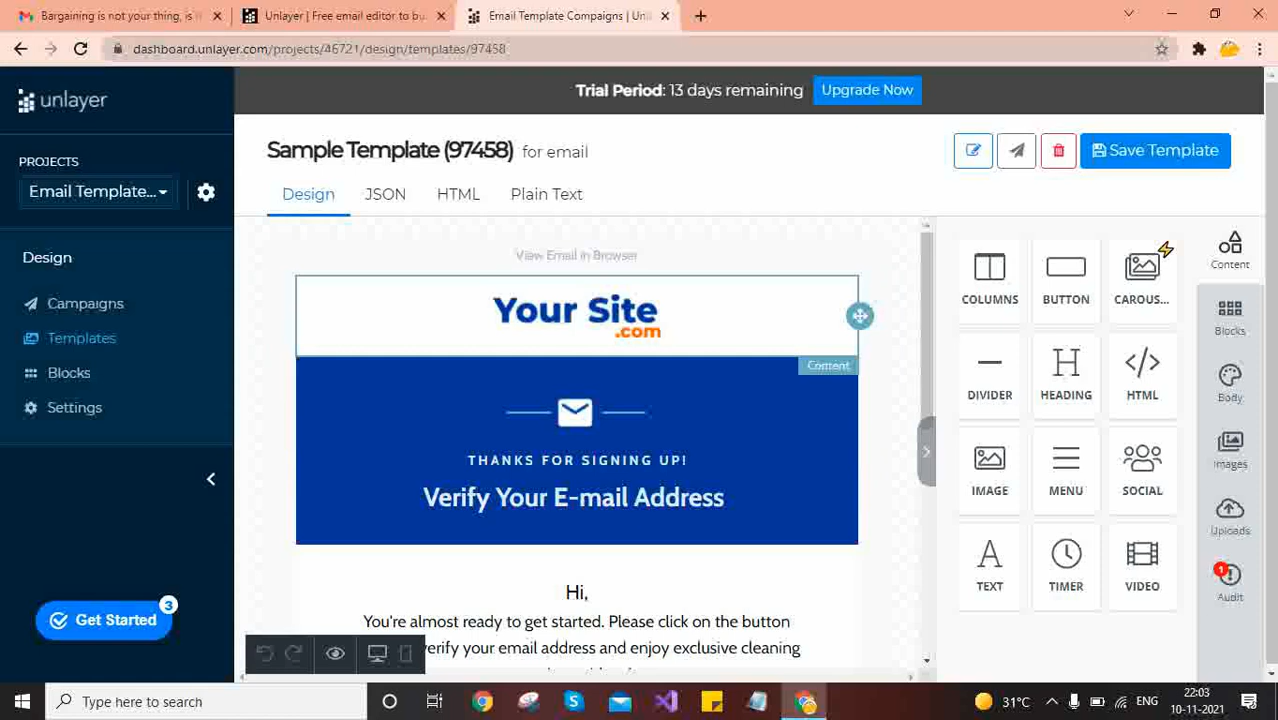 Bargaining is not your thing, is
Unlayer | Free email editor to bu
Email Template Compaigns | Unl
dashboard.unlayer.com/projects/46721/design/templates/97458
unlayer
Trial Period: 13 days remaining
Upgrade Now
PROJECTS
Email Template...
Sample Template (97458) for email
Save Template
Design JSON HTML Plain Text
Design
Campaigns
Templates
Blocks
Settings
Get Started
3
View Email in Browser
Your Site
.com
Content
THANKS FOR SIGNING UP!
Verify Your E-mail Address
Hi,
You're almost ready to get started. Please click on the button
verify your email address and enjoy exclusive cleaning
COLUMNS BUTTON CAROUS...
DIVIDER HEADING HTML
IMAGE MENU SOCIAL
TEXT TIMER VIDEO
Content
Blocks
Body
Images
Uploads
1
Audit
Type here to search
31°C
ENG
22:03
10-11-2021